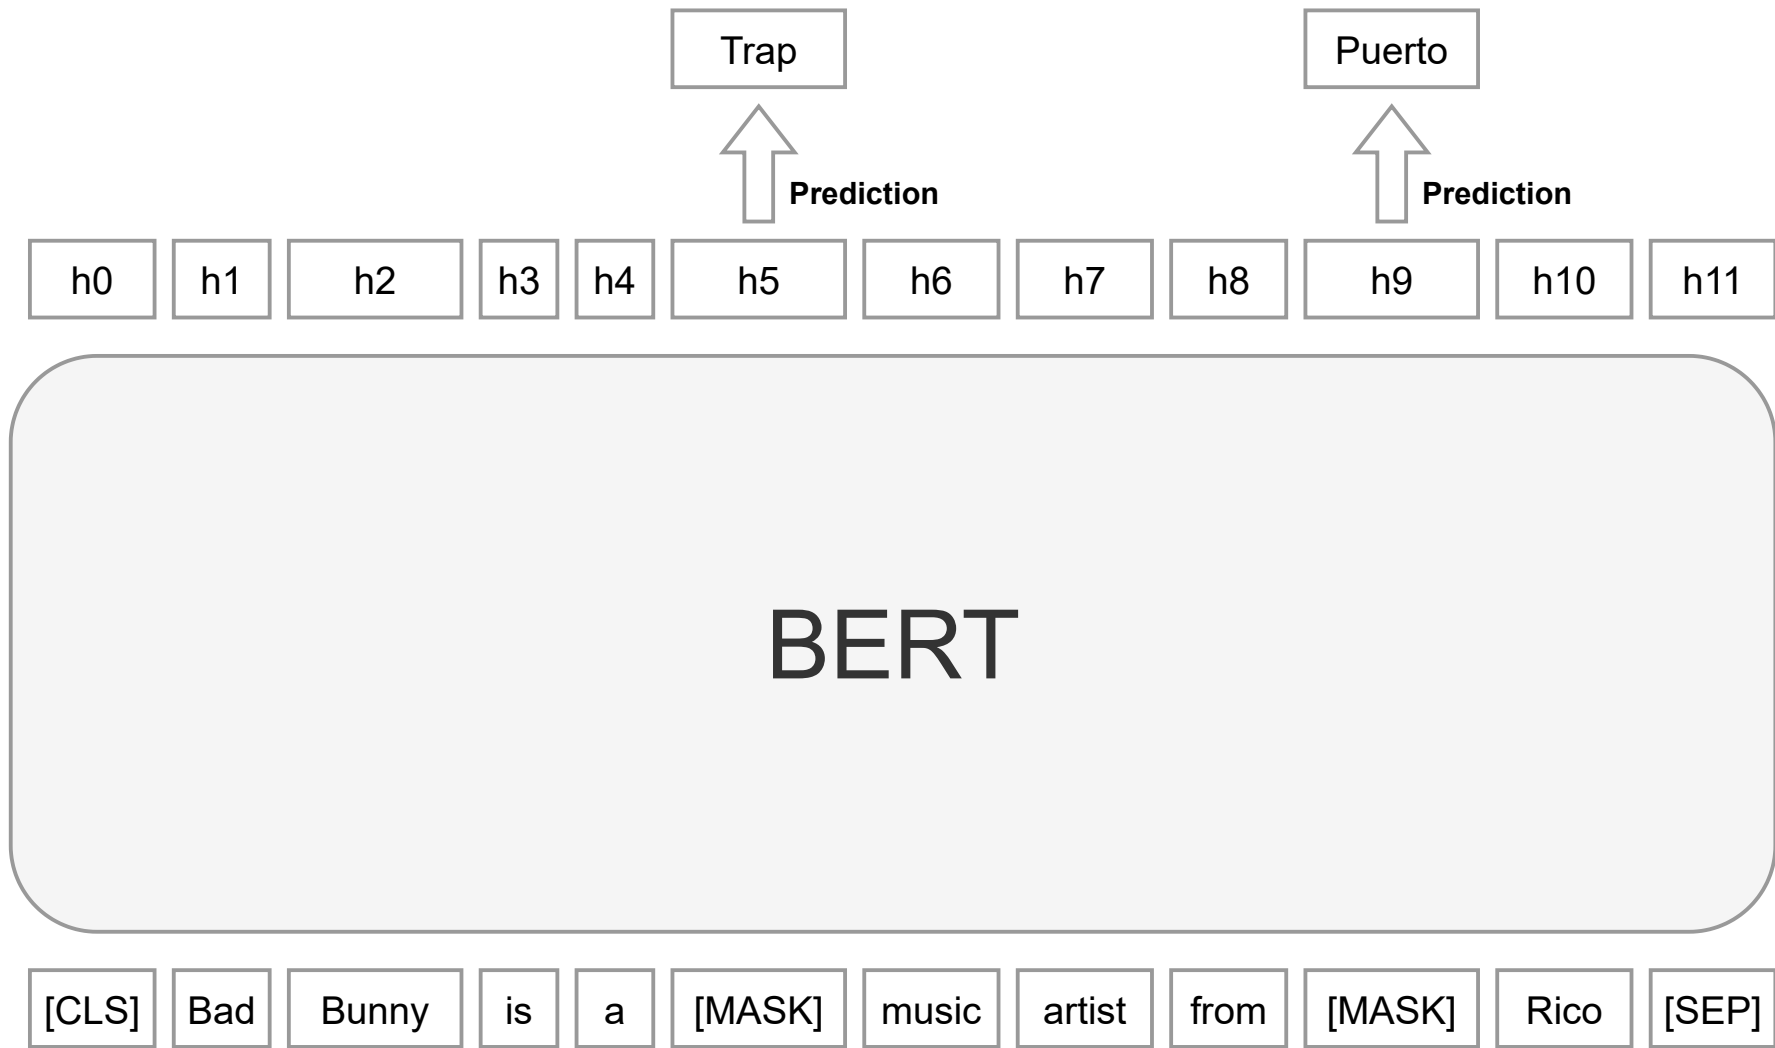 Trap Puerto
Prediction Prediction
h0 h1 h2 h3 h4 h5 h6 h7 h8 h9 h10 h11
BERT
[CLS] Bad Bunny is a [MASK] music artist from [MASK] Rico [SEP]